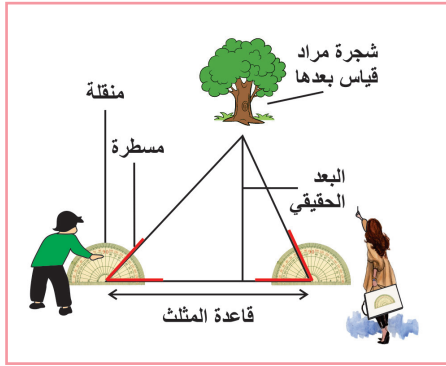 شجرة مراد
قياس بعدها
منقلة
مسطرة
البعد
الحقيقي
قاعدة المثلث